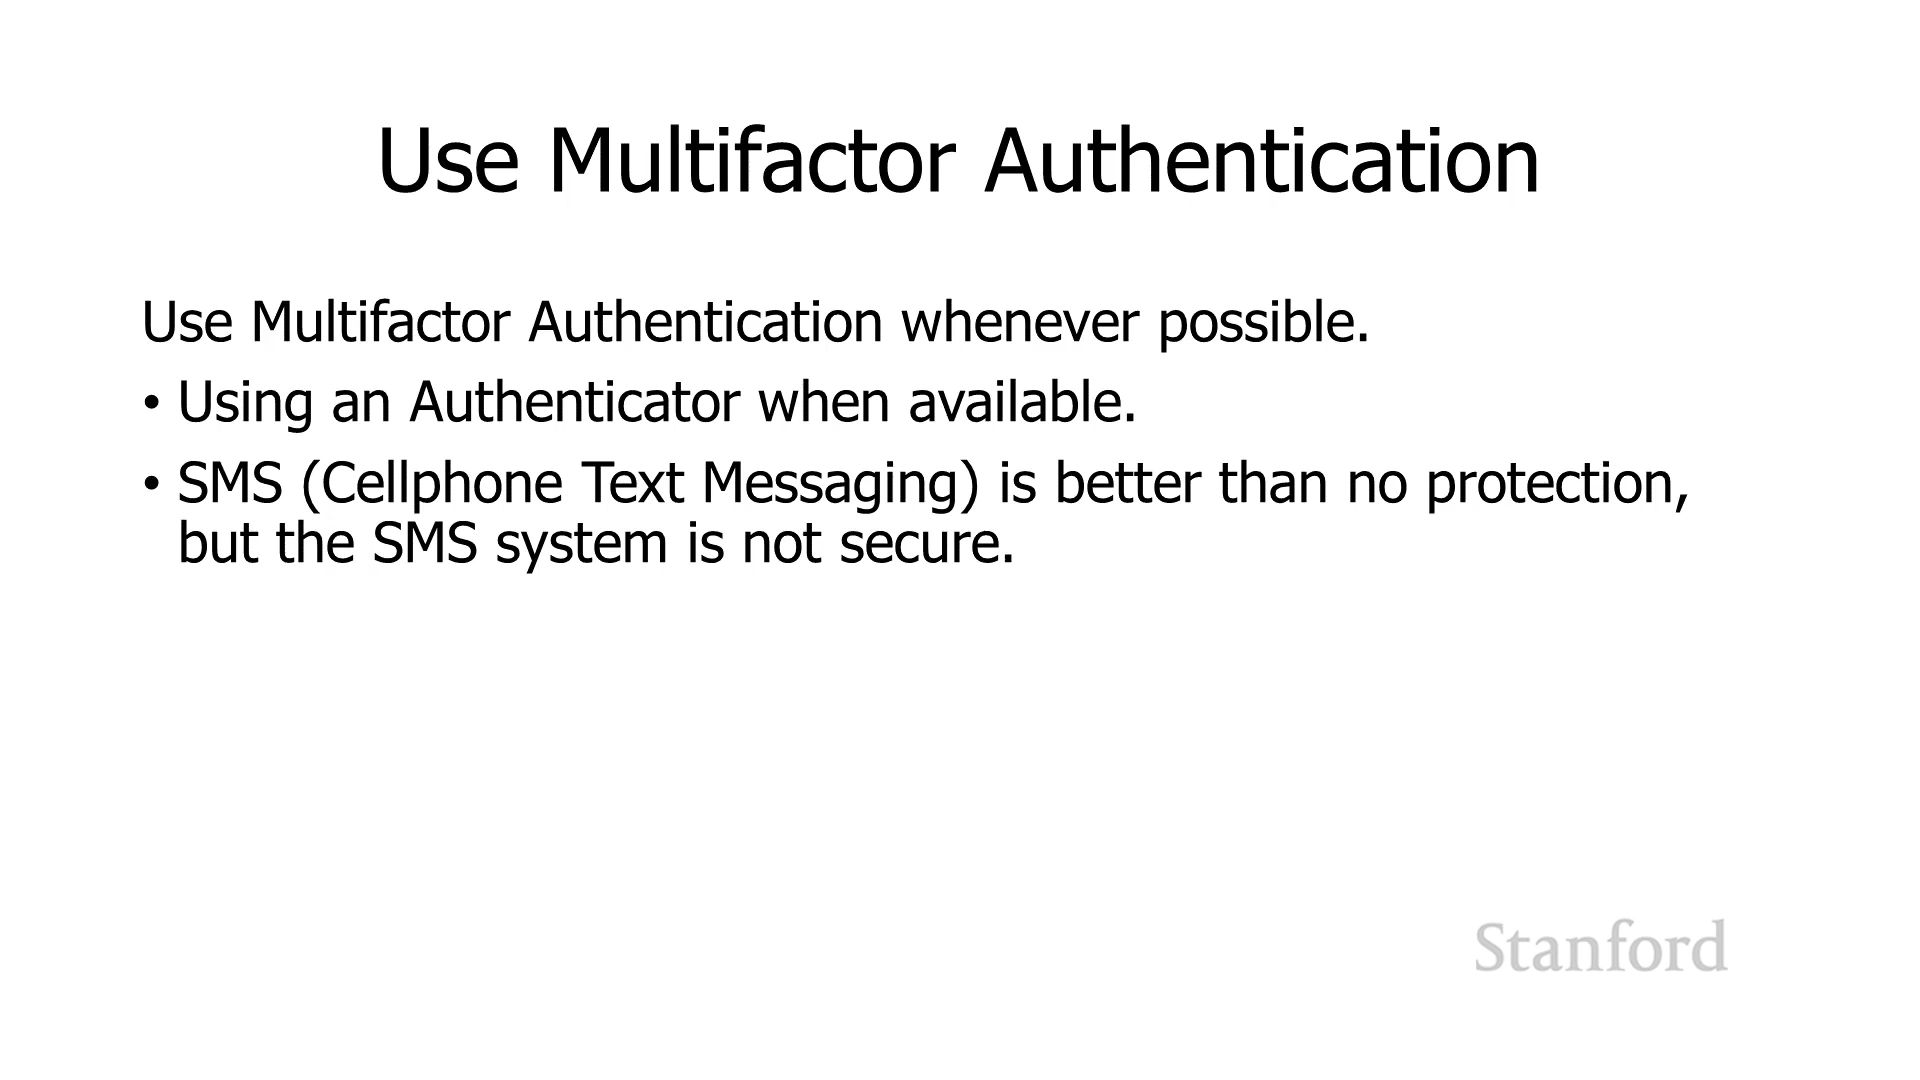 Use Multifactor Authentication
Use Multifactor Authentication whenever possible.
• Using an Authenticator when available.
• SMS (Cellphone Text Messaging) is better than no protection,
but the SMS system is not secure.
Stanford